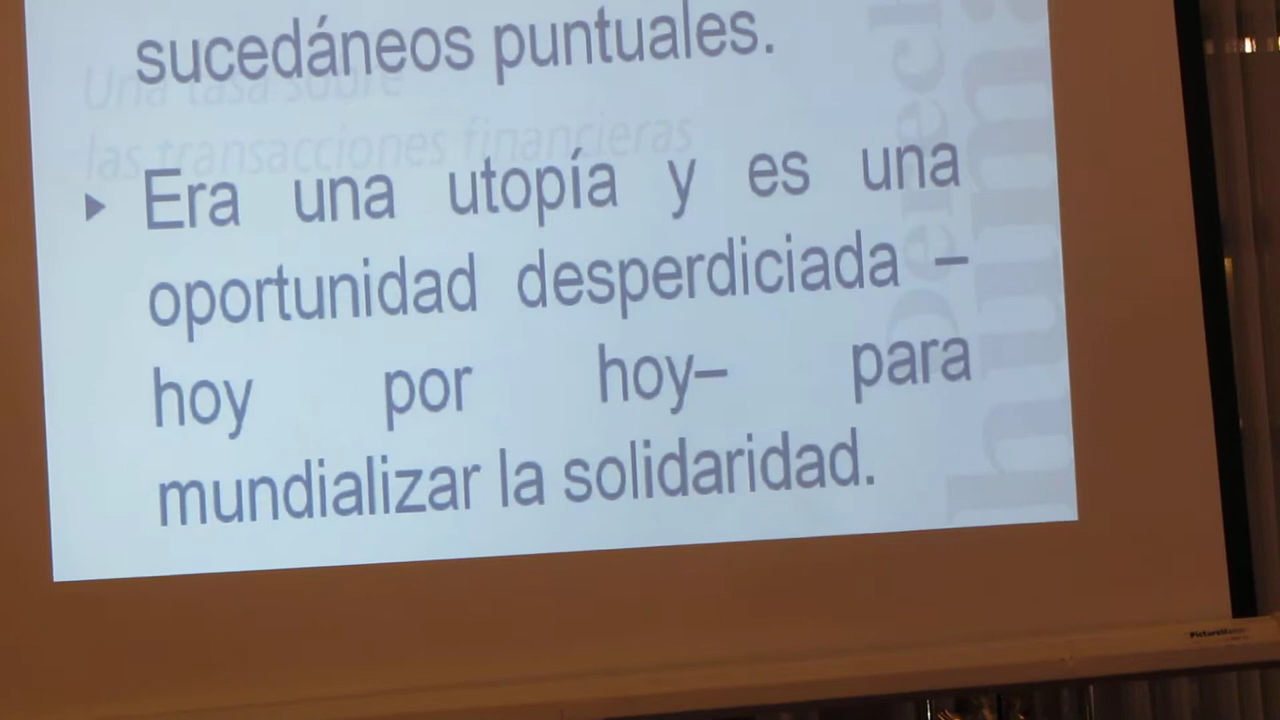 sucedáneos puntuales.
Una tasa sobre
las transacciones financieras
Era una utopía y es una
oportunidad desperdiciada –
hoy por hoy– para
mundializar la solidaridad.